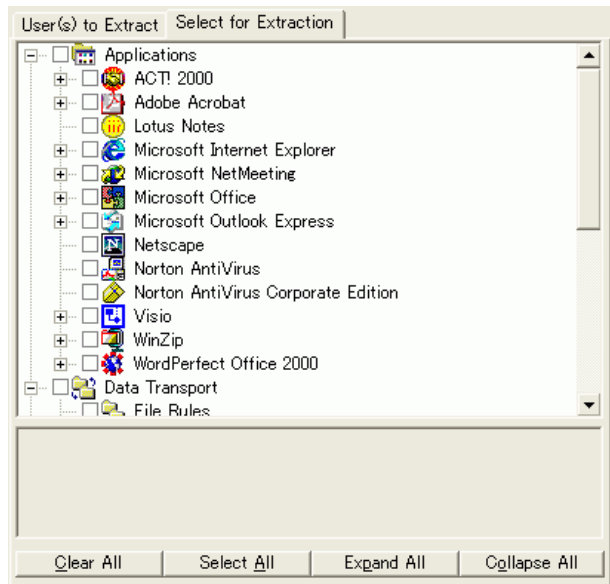 User(s) to Extract Select for Extraction
Applications
ACT! 2000
Adobe Acrobat
Lotus Notes
Microsoft Internet Explorer
Microsoft NetMeeting
Microsoft Office
Microsoft Outlook Express
Netscape
Norton AntiVirus
Norton AntiVirus Corporate Edition
Visio
WinZip
WordPerfect Office 2000
Data Transport
File Rules
Clear All Select All Expand All Collapse All